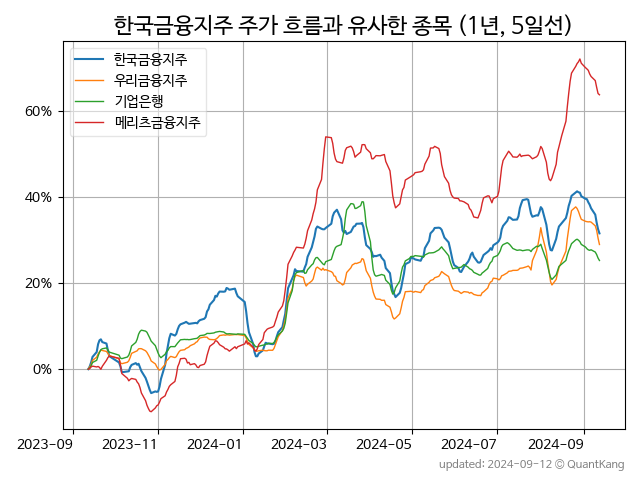 한국금융지주 주가 흐름과 유사한 종목 (1년, 5일선)
한국금융지주
우리금융지주
기업은행
메리츠금융지주
60%
40%
20%
0%
2023-09 2023-11 2024-01 2024-03 2024-05 2024-07 2024-09
updated: 2024-09-12 © QuantKang